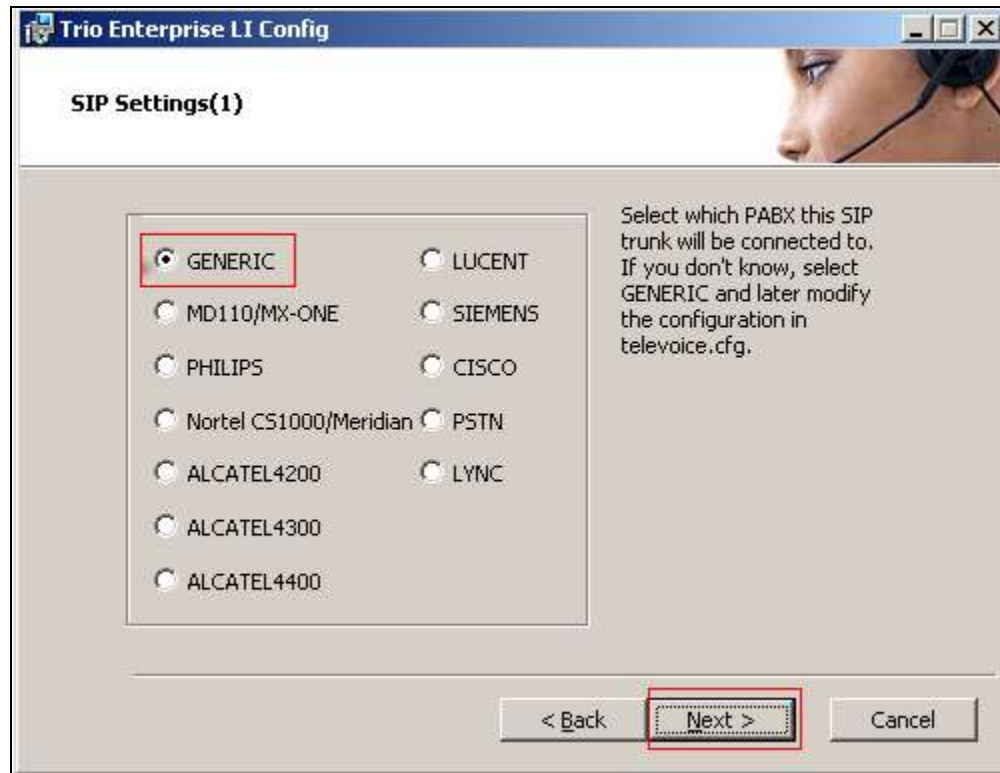 Trio Enterprise LI Config
SIP Settings(1)
GENERIC
MD110/MX-ONE
PHILIPS
Nortel CS1000/Meridian
ALCATEL4200
ALCATEL4300
ALCATEL4400
LUCENT
SIEMENS
CISCO
PSTN
LYNC
Select which PABX this SIP
trunk will be connected to.
If you don't know, select
GENERIC and later modify
the configuration in
televoice.cfg.
< Back
Next >
Cancel